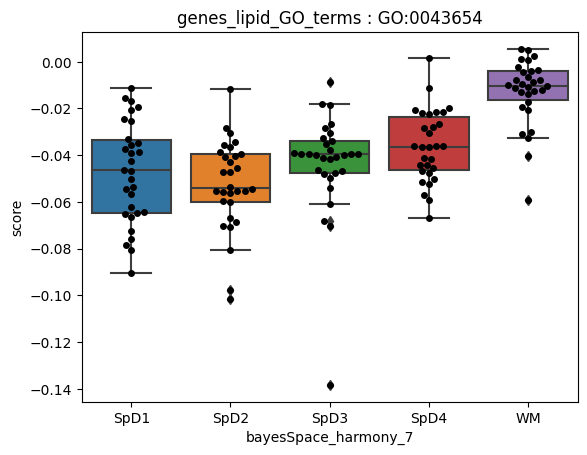 genes_lipid_GO_terms : GO:0043654
0.00
−0.02
−0.04
−0.06
−0.08
−0.10
−0.12
−0.14
score
SpD1 SpD2 SpD3 SpD4 WM
bayesSpace_harmony_7